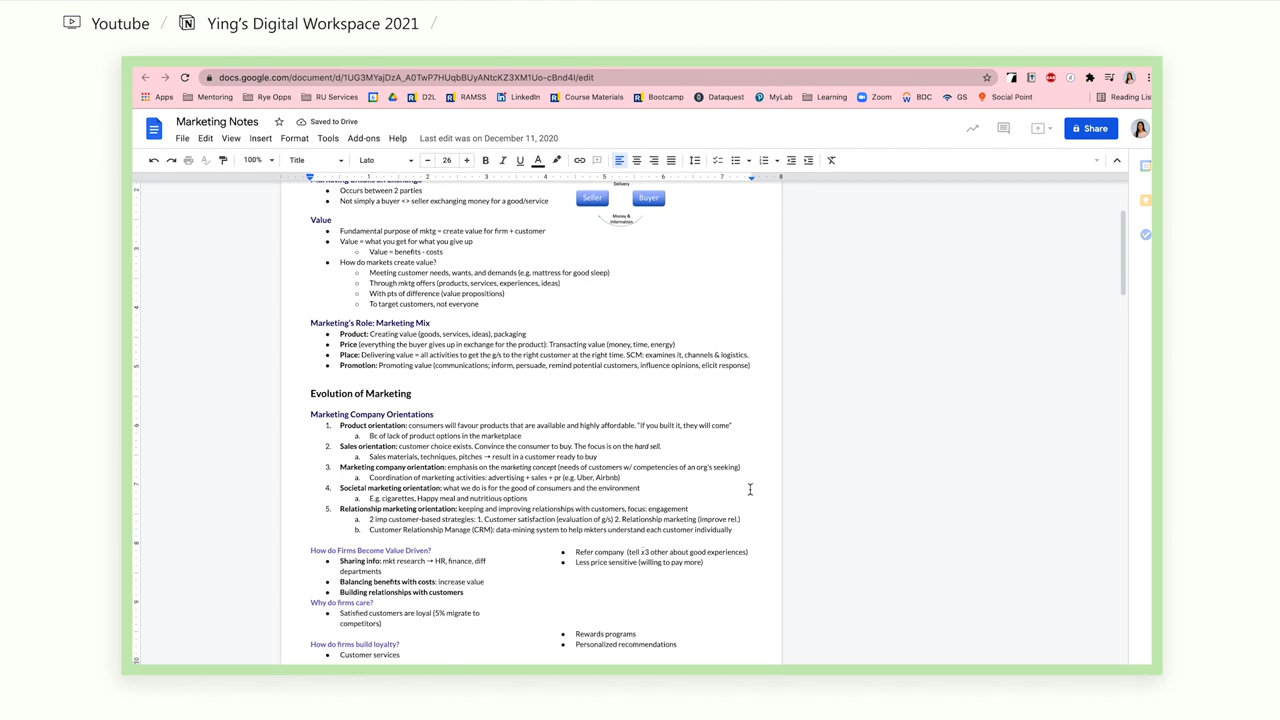 Youtube / Ying's Digital Workspace 2021 /
docs.google.com/document/d/1UG3MYajDzA_A0TwP7HUqbBUyANtcKZ3XM1Uo-cBnd4I/edit
Apps Mentoring Rye Opps RU Services D2L RAMSS LinkedIn Course Materials Bootcamp Dataquest MyLab Learning Zoom BDC GS Social Point Reading List
Marketing Notes Saved to Drive
File Edit View Insert Format Tools Add-ons Help Last edit was on December 11, 2020
Share
100% Title Lato 26
1 2 3 4 5 6 7 8
● Occurs between 2 parties
● Not simply a buyer <> seller exchanging money for a good/service
Delivery
Seller Buyer
Money &
Information
Value
● Fundamental purpose of mktg = create value for firm + customer
● Value = what you get for what you give up
○ Value = benefits - costs
● How do markets create value?
○ Meeting customer needs, wants, and demands (e.g. mattress for good sleep)
○ Through mktg offers (products, services, experiences, ideas)
○ With pts of difference (value propositions)
○ To target customers, not everyone
Marketing's Role: Marketing Mix
● Product: Creating value (goods, services, ideas), packaging
● Price (everything the buyer gives up in exchange for the product): Transacting value (money, time, energy)
● Place: Delivering value = all activities to get the g/s to the right customer at the right time. SCM: examines it, channels & logistics.
● Promotion: Promoting value (communications; inform, persuade, remind potential customers, influence opinions, elicit response)
Evolution of Marketing
Marketing Company Orientations
1. Product orientation: consumers will favour products that are available and highly affordable. "If you built it, they will come"
a. Bc of lack of product options in the marketplace
2. Sales orientation: customer choice exists. Convince the consumer to buy. The focus is on the hard sell.
a. Sales materials, techniques, pitches → result in a customer ready to buy
3. Marketing company orientation: emphasis on the marketing concept (needs of customers w/ competencies of an org's seeking)
a. Coordination of marketing activities: advertising + sales + pr (e.g. Uber, Airbnb)
4. Societal marketing orientation: what we do is for the good of consumers and the environment
a. E.g. cigarettes, Happy meal and nutritious options
5. Relationship marketing orientation: keeping and improving relationships with customers, focus: engagement
a. 2 imp customer-based strategies: 1. Customer satisfaction (evaluation of g/s) 2. Relationship marketing (improve rel.)
b. Customer Relationship Manage (CRM): data-mining system to help mkters understand each customer individually
How do Firms Become Value Driven?
● Sharing info: mkt research → HR, finance, diff
departments
● Balancing benefits with costs: increase value
● Building relationships with customers
Why do firms care?
● Satisfied customers are loyal (5% migrate to
competitors)
How do firms build loyalty?
● Customer services
● Refer company (tell x3 other about good experiences)
● Less price sensitive (willing to pay more)
● Rewards programs
● Personalized recommendations